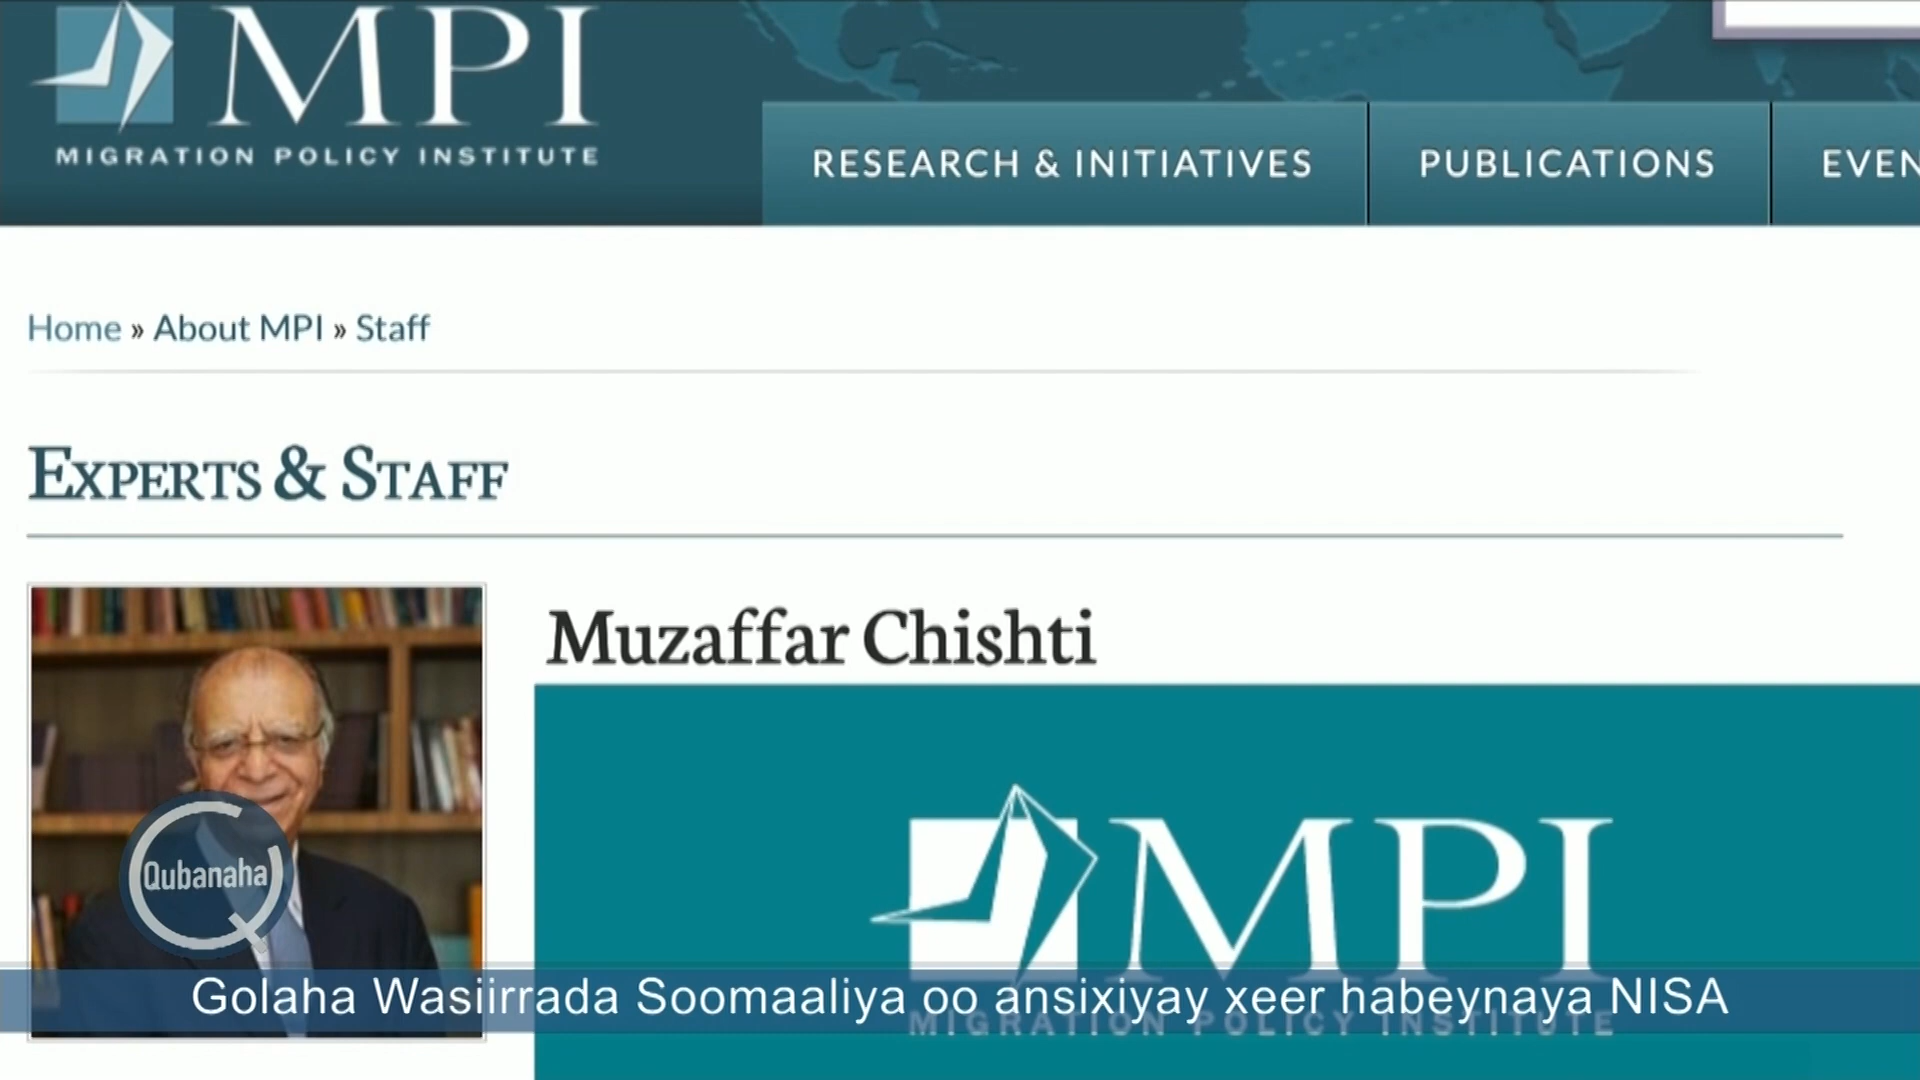 MPI
MIGRATION POLICY INSTITUTE
RESEARCH & INITIATIVES
PUBLICATIONS
EVEN
Home » About MPI » Staff
EXPERTS & STAFF
Muzaffar Chishti
MPI
MIGRATION POLICY INSTITUTE
Qubanaha
Golaha Wasiirrada Soomaaliya oo ansixiyay xeer habeynaya NISA